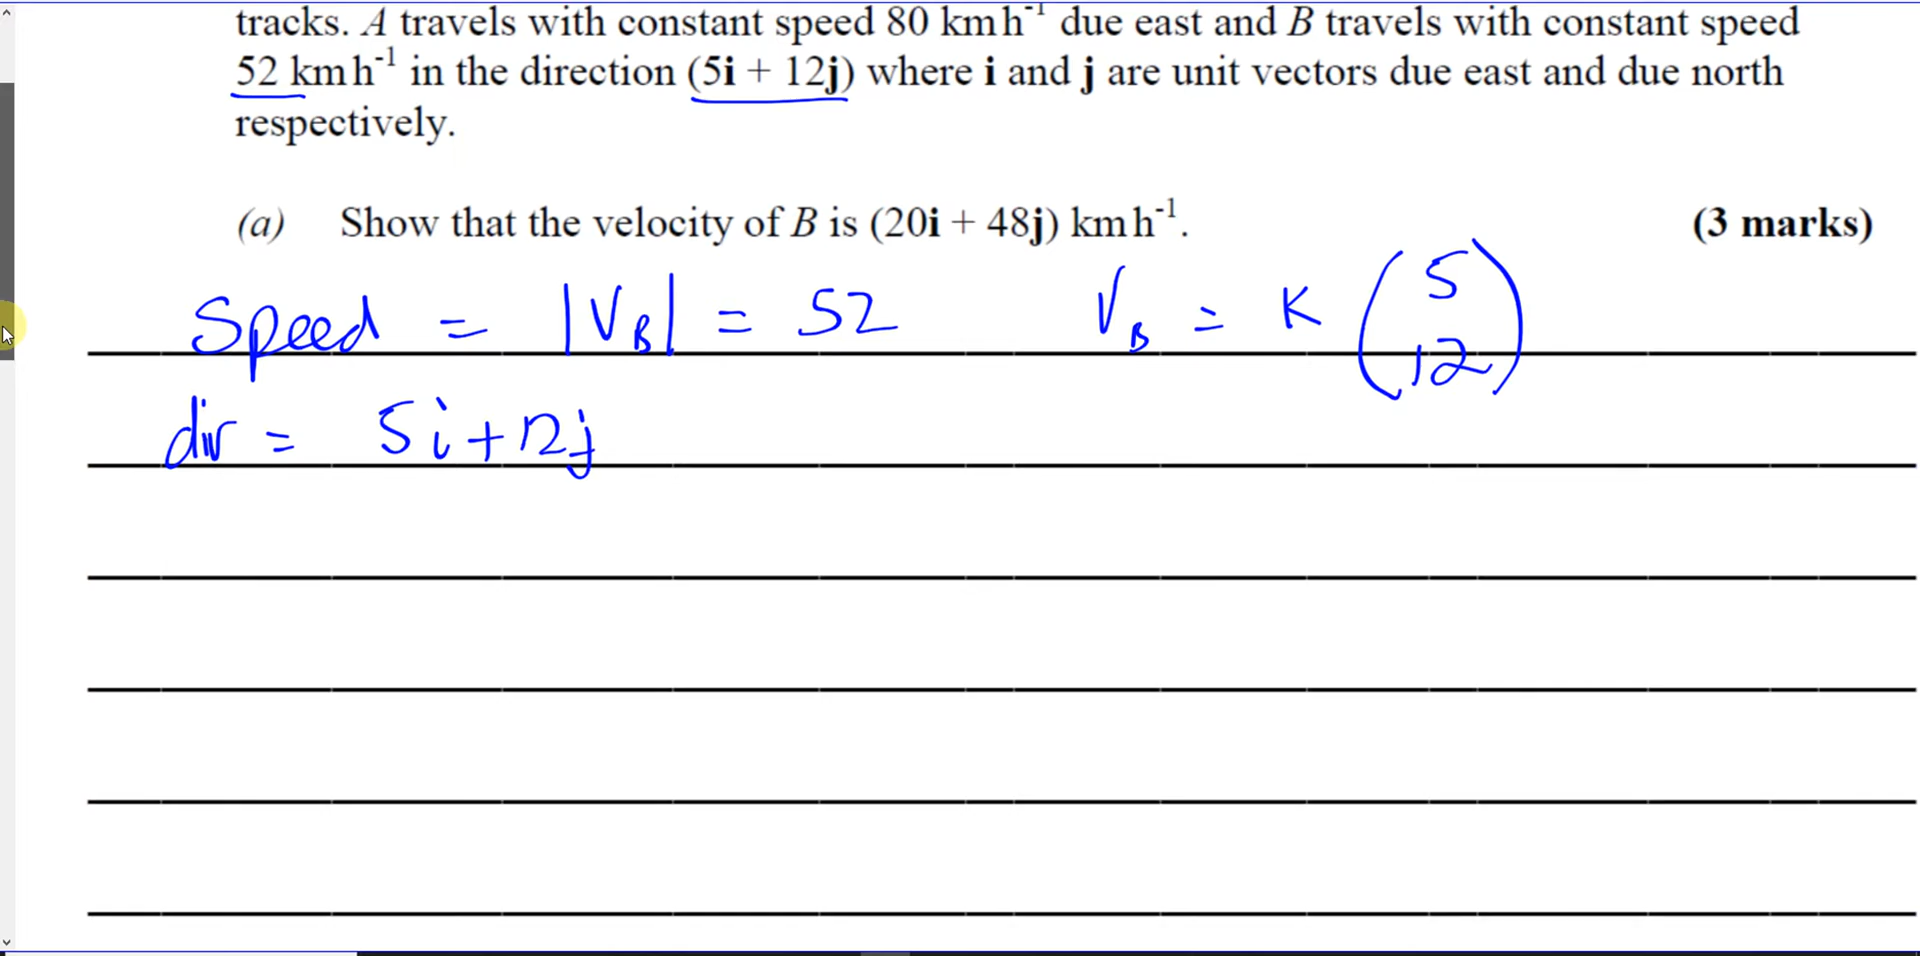 tracks. A travels with constant speed 80 km h⁻¹ due east and B travels with constant speed
52 km h⁻¹ in the direction (5i + 12j) where i and j are unit vectors due east and due north
respectively.
(a) Show that the velocity of B is (20i + 48j) km h⁻¹. (3 marks)
Speed = |V_B| = 52 V_B = K (5 12)
dir = 5i + 12j